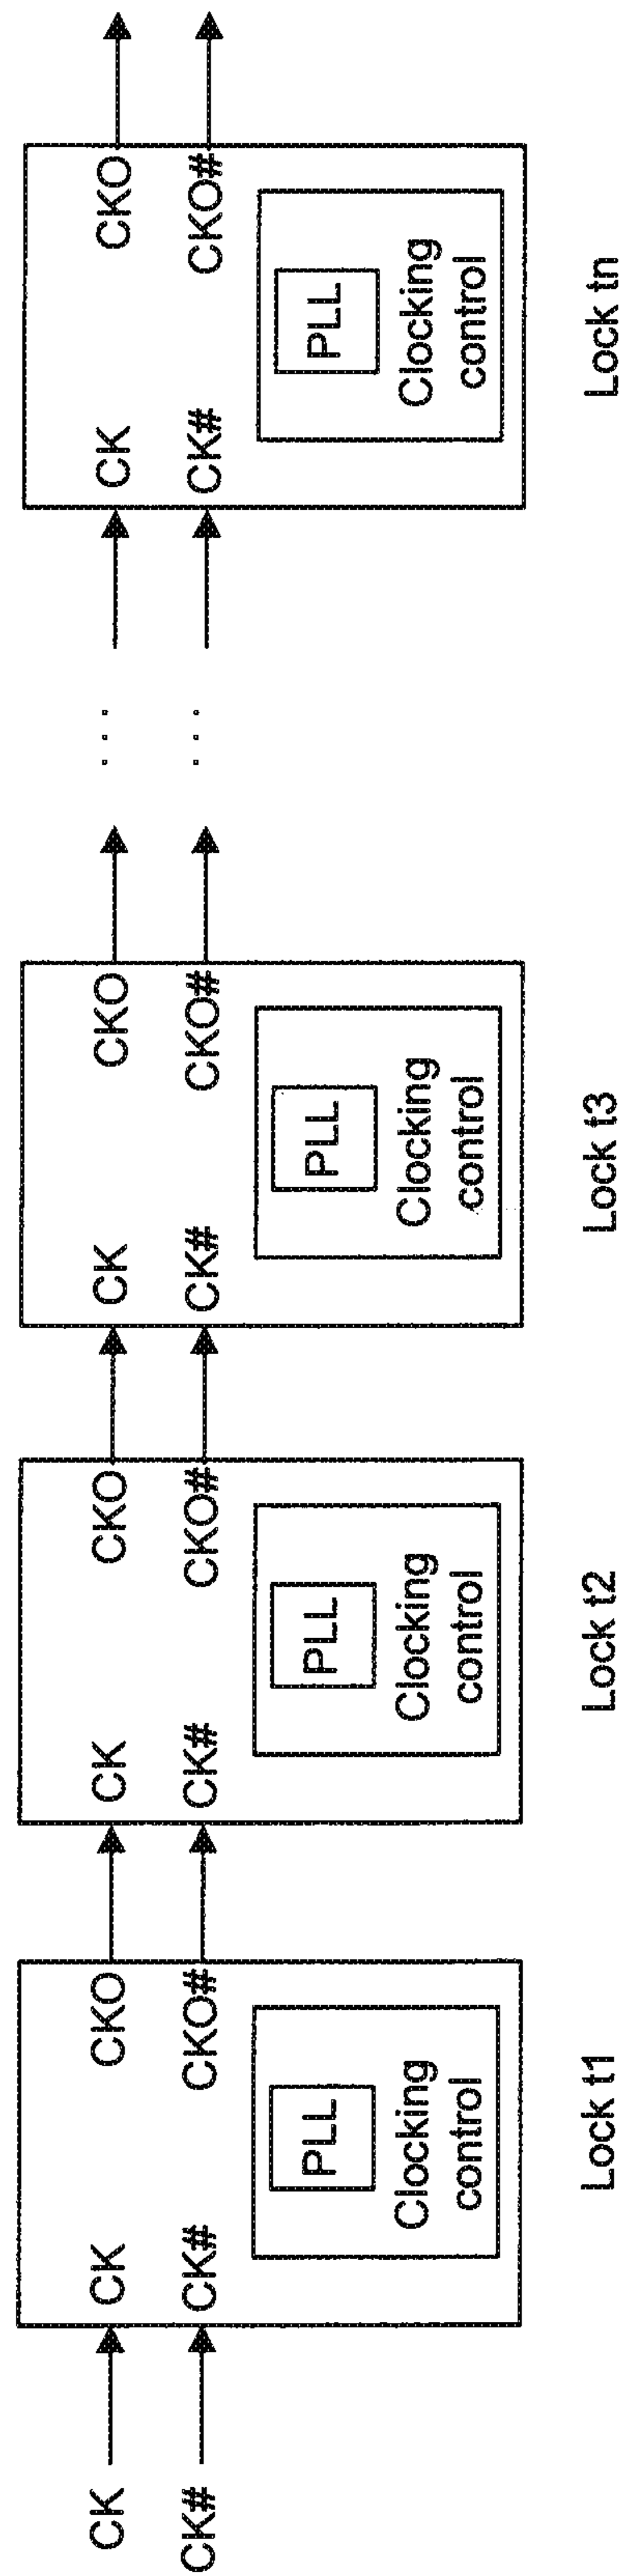 CK
CK#
CK
CKO
CK#
CKO#
PLL
Clocking
control
Lock t1
CK
CKO
CK#
CKO#
PLL
Clocking
control
Lock t2
CK
CKO
CK#
CKO#
PLL
Clocking
control
Lock t3
. . .
. . .
CK
CKO
CK#
CKO#
PLL
Clocking
control
Lock tn